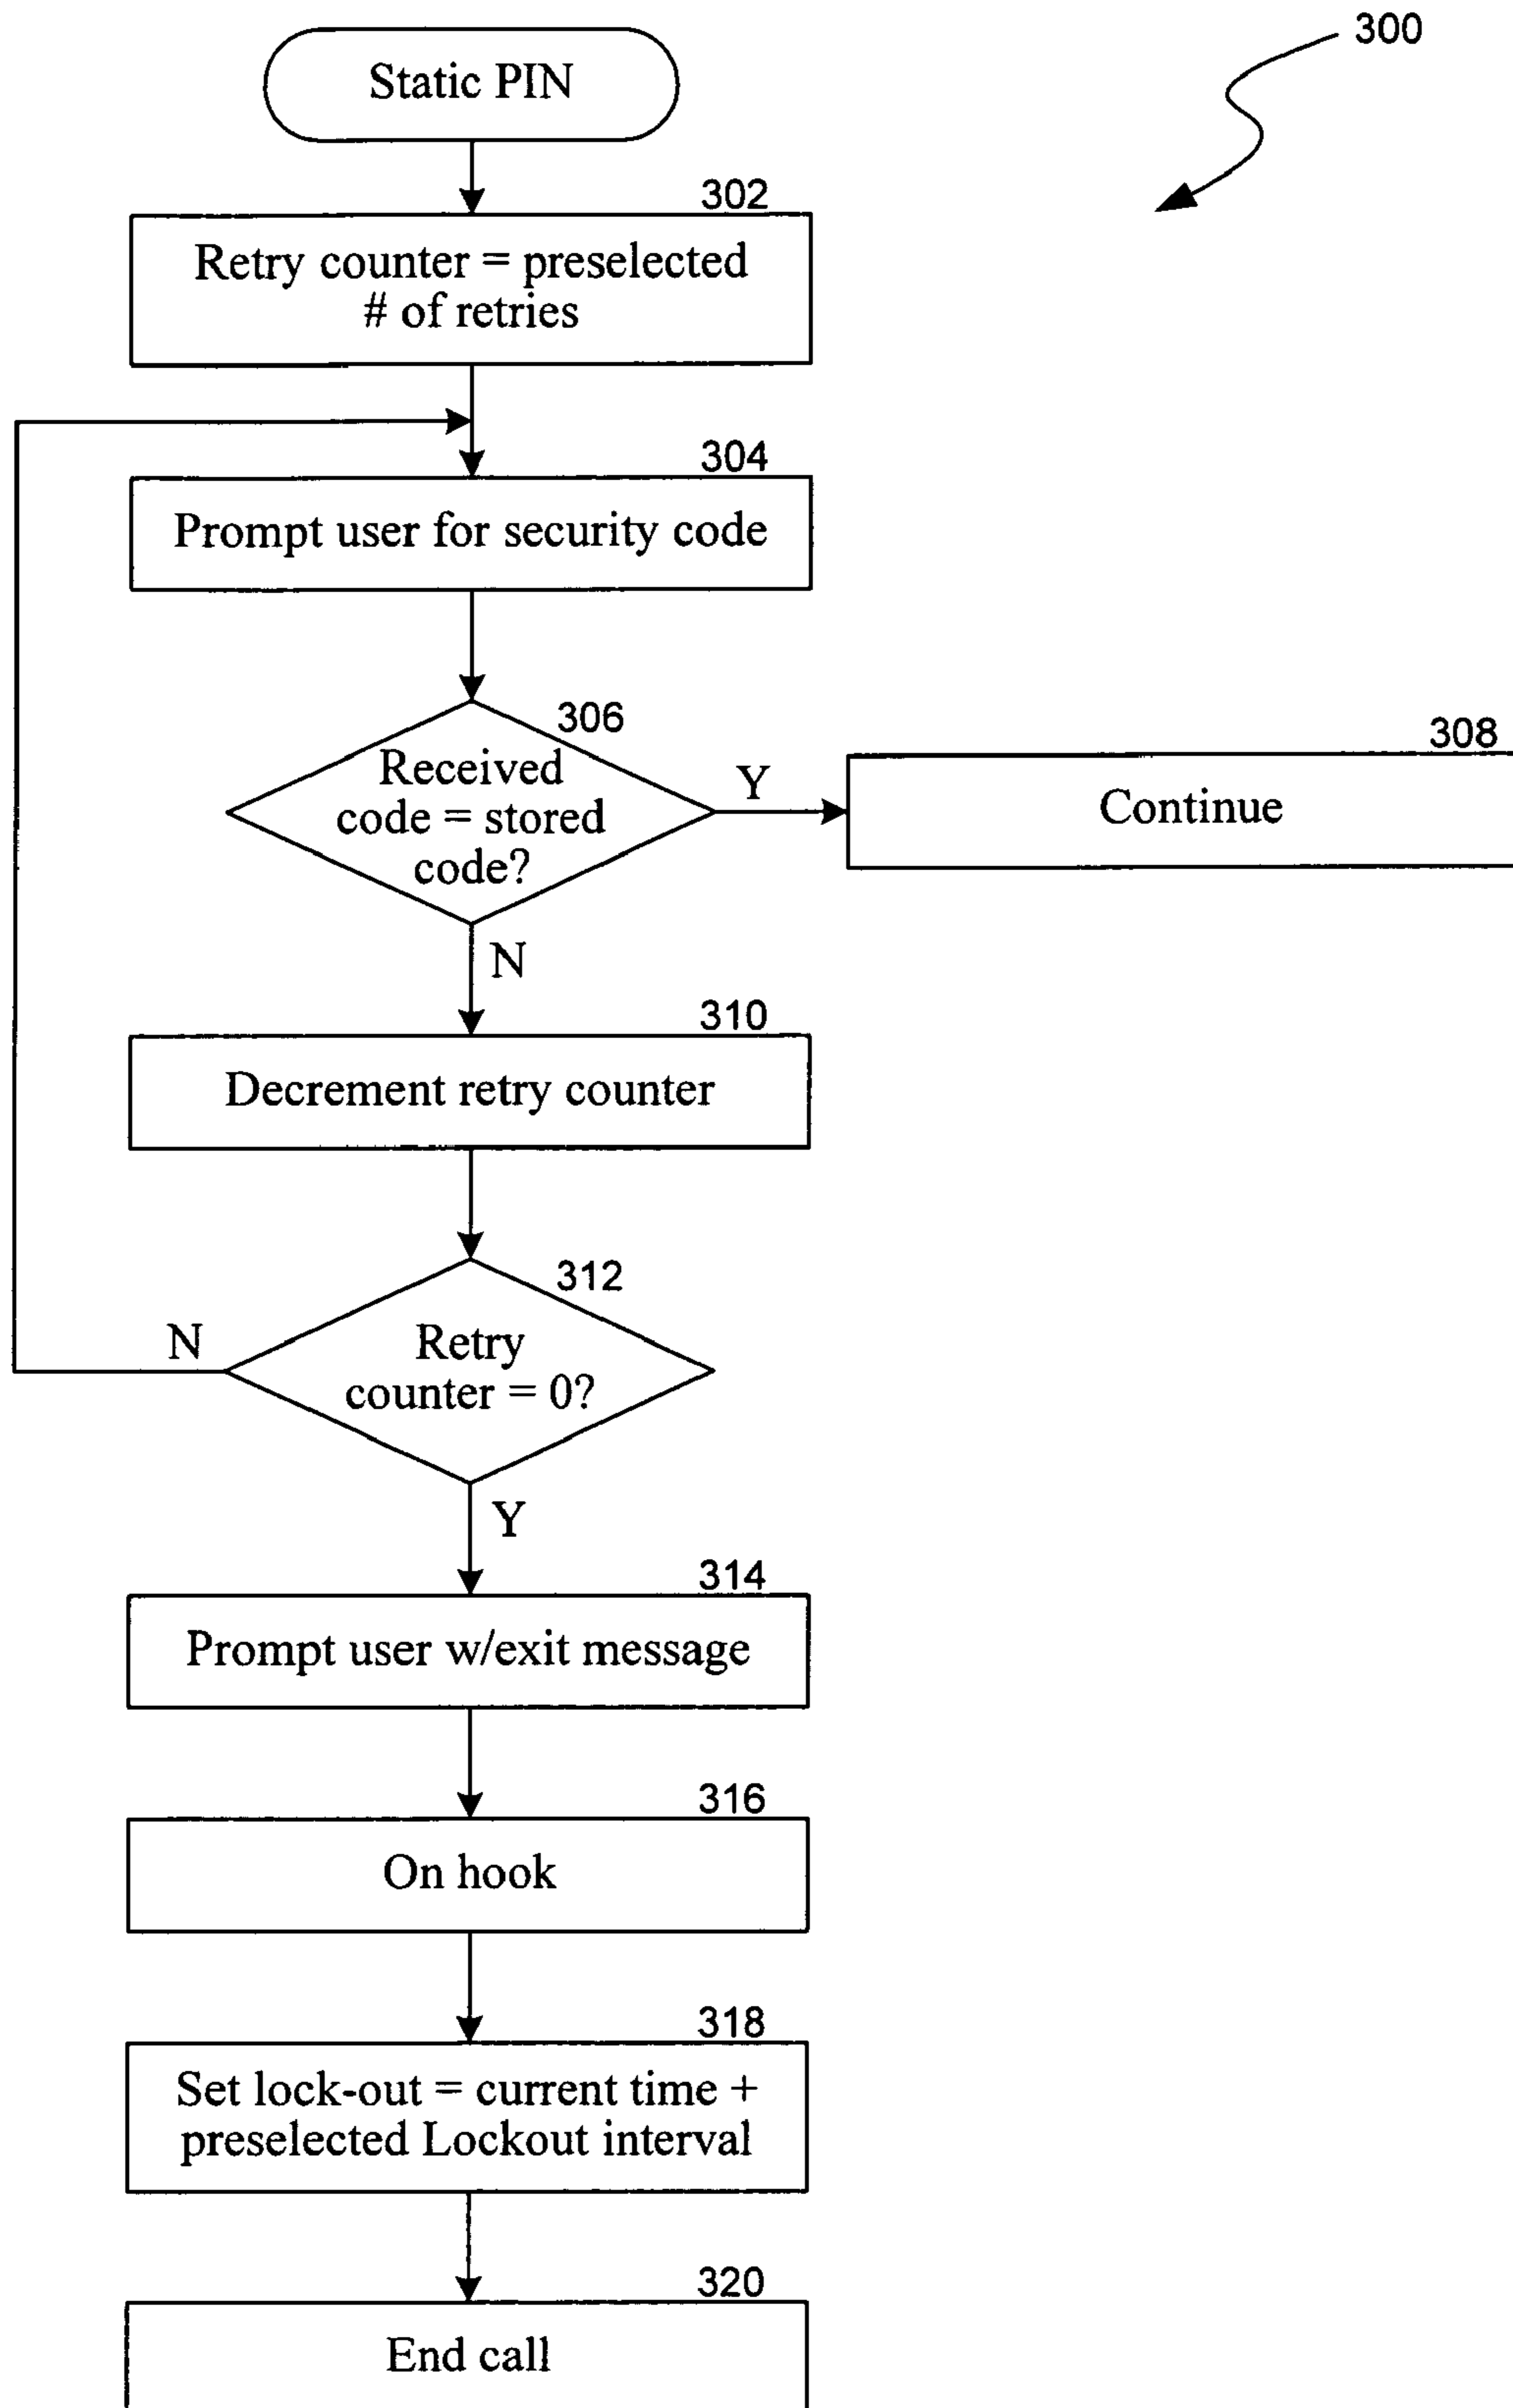 300
Static PIN
302
Retry counter = preselected
# of retries
304
Prompt user for security code
306
Received
code = stored
code?
Y
308
Continue
N
310
Decrement retry counter
312
N
Retry
counter = 0?
Y
314
Prompt user w/exit message
316
On hook
318
Set lock-out = current time +
preselected Lockout interval
320
End call